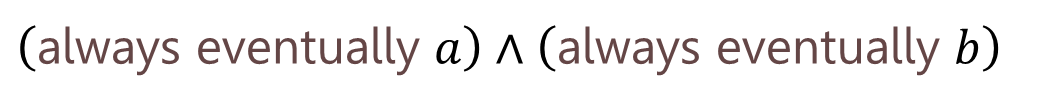 (always eventually 𝑎) ∧ (always eventually 𝑏)